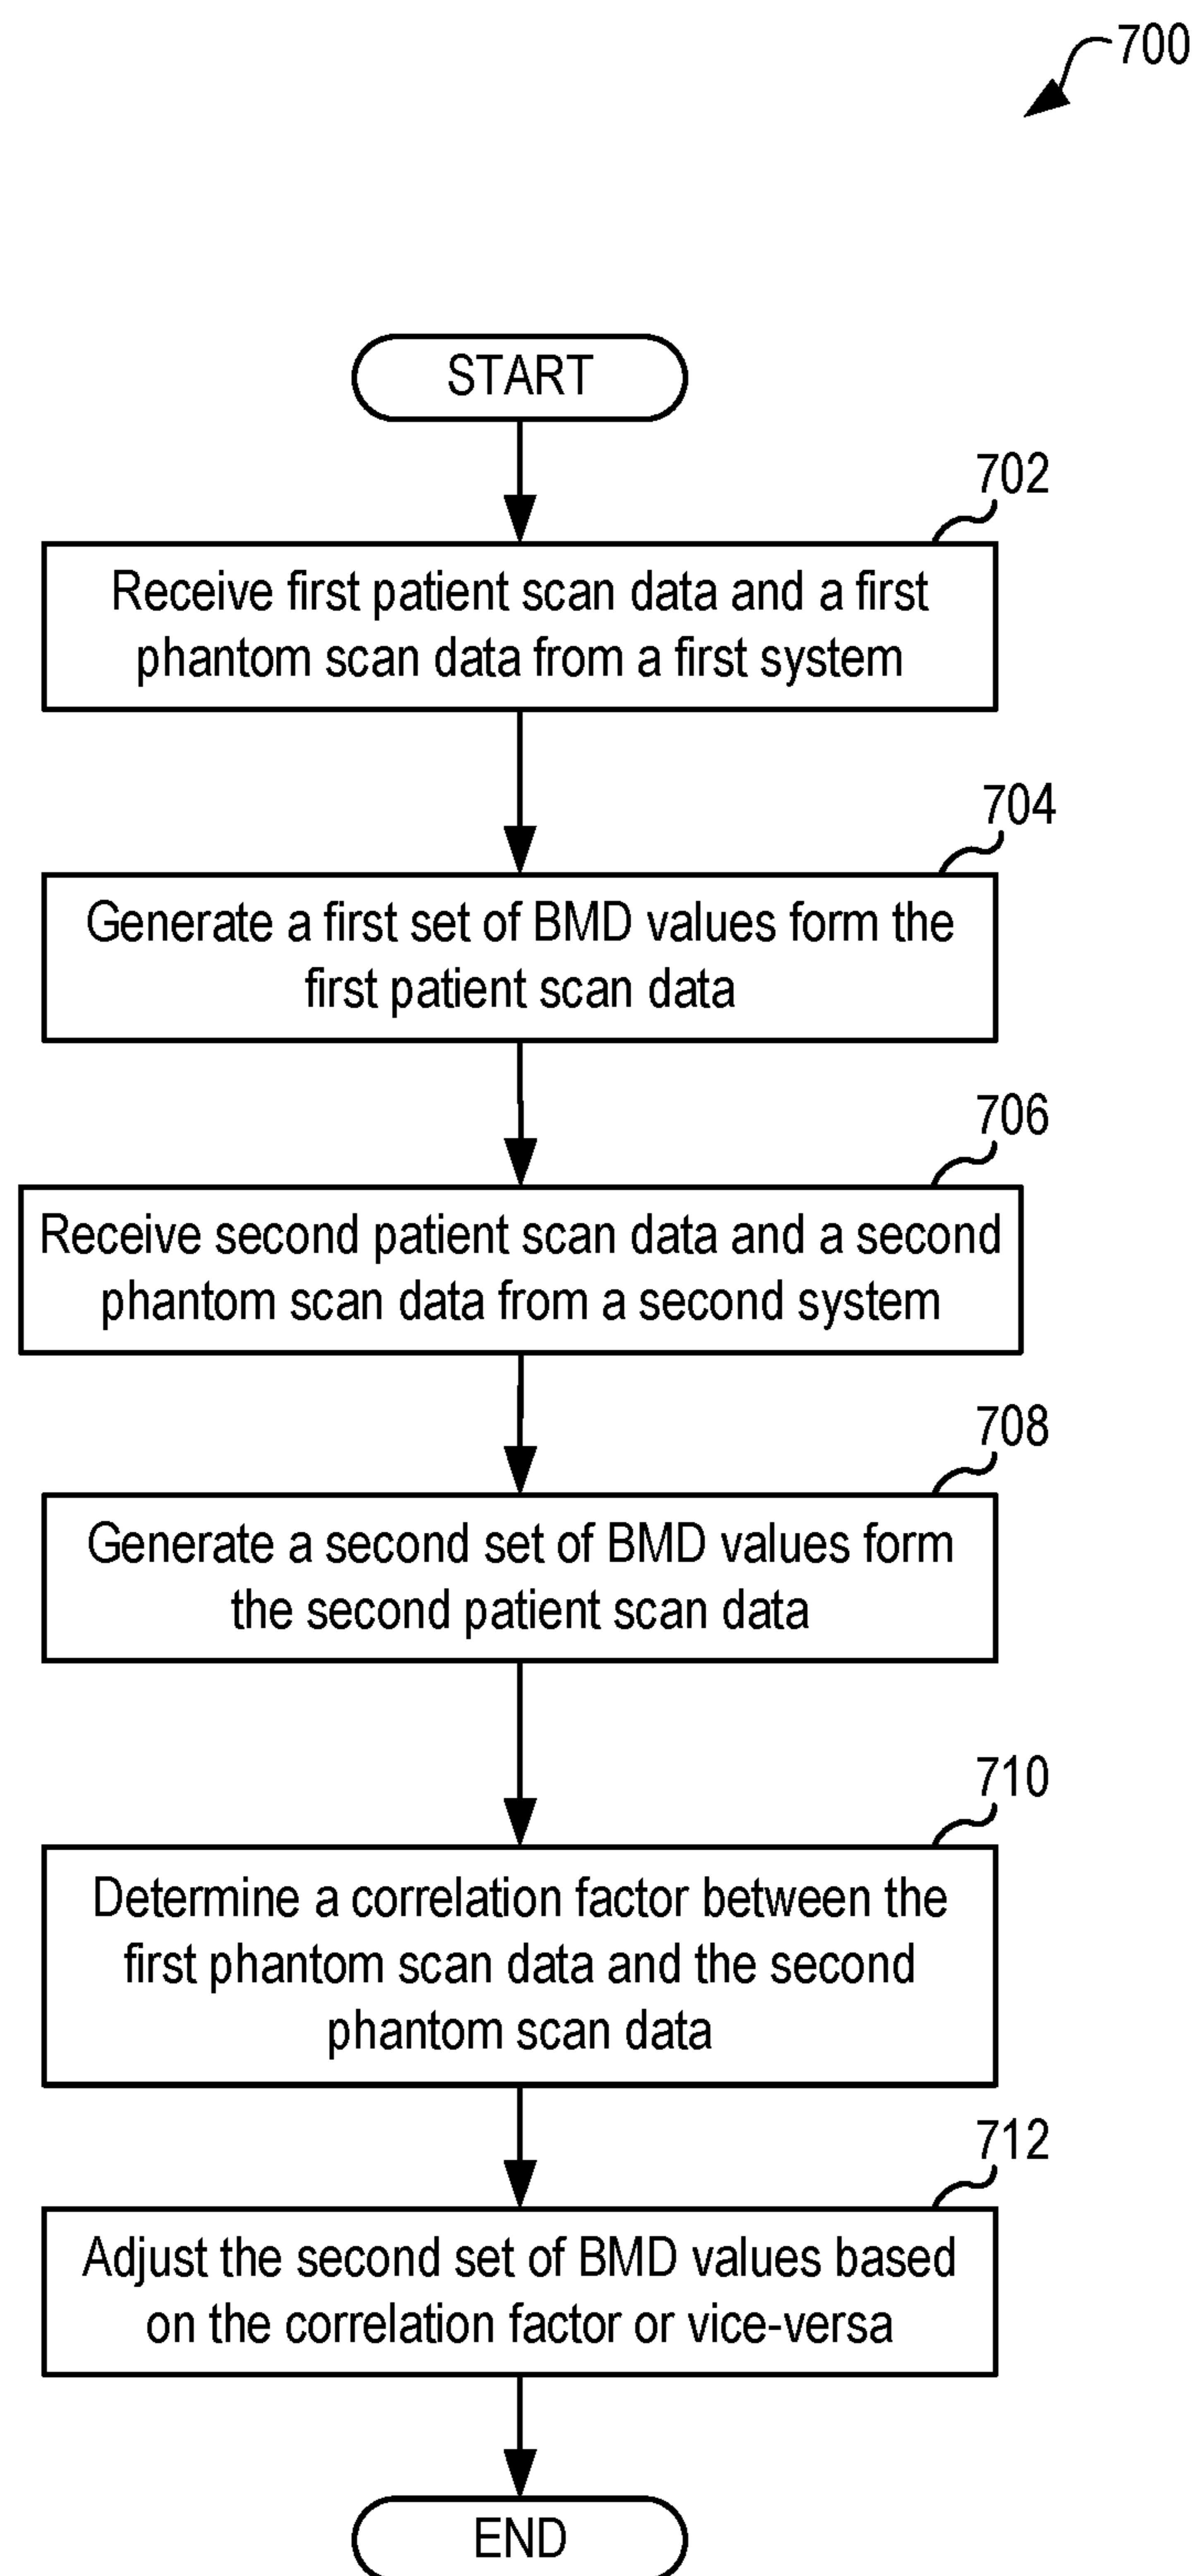 700
START
702
Receive first patient scan data and a first
phantom scan data from a first system
704
Generate a first set of BMD values form the
first patient scan data
706
Receive second patient scan data and a second
phantom scan data from a second system
708
Generate a second set of BMD values form
the second patient scan data
710
Determine a correlation factor between the
first phantom scan data and the second
phantom scan data
712
Adjust the second set of BMD values based
on the correlation factor or vice-versa
END